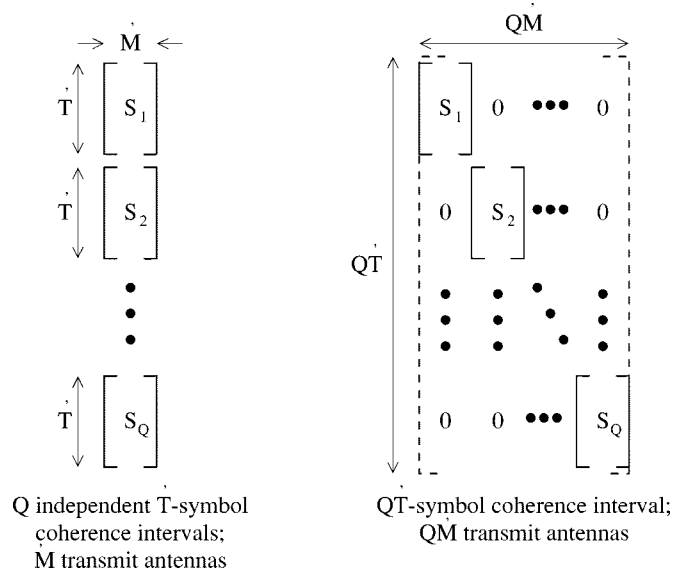 M'
T'
S1
T'
S2
T'
SQ
Q independent T'-symbol
coherence intervals;
M' transmit antennas
QM'
QT'
S1 0 ••• 0
0 S2 ••• 0
0 0 ••• SQ
QT'-symbol coherence interval;
QM' transmit antennas